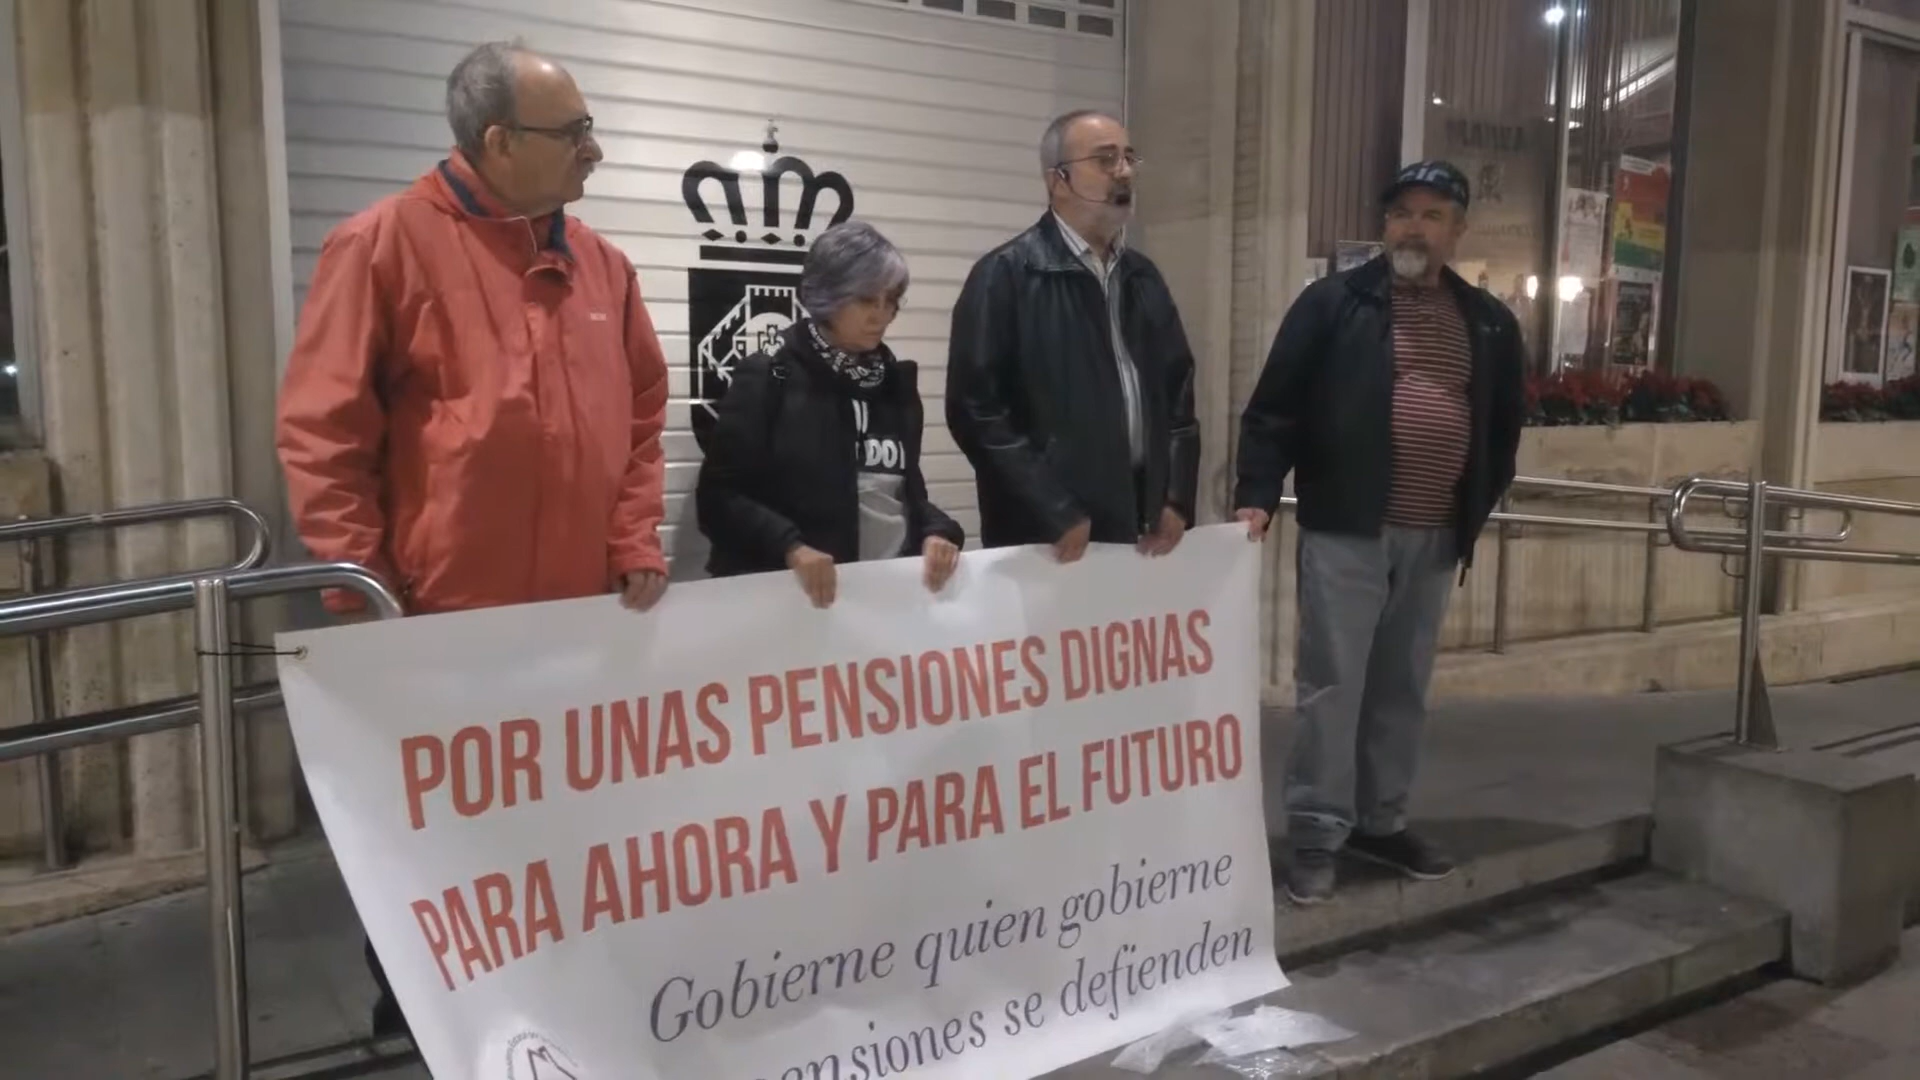 POR UNAS PENSIONES DIGNAS
PARA AHORA Y PARA EL FUTURO
Gobierne quien gobierne
pensiones se defienden